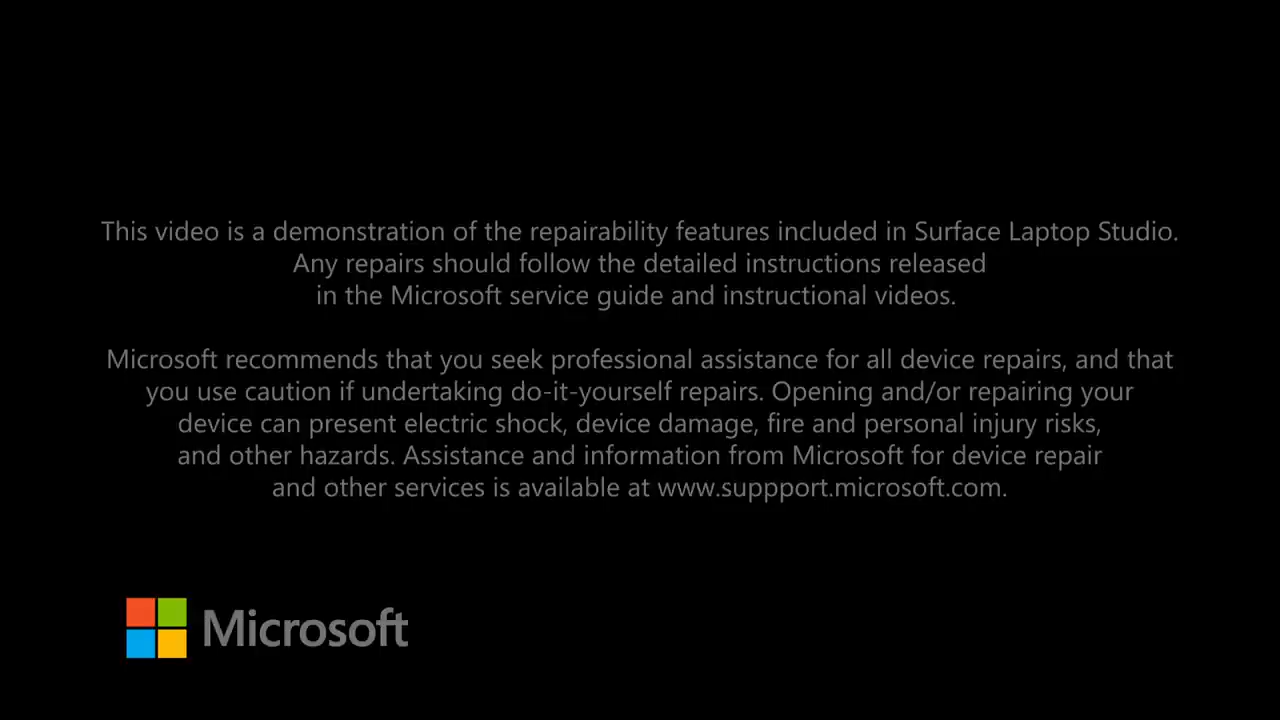 This video is a demonstration of the repairability features included in Surface Laptop Studio.
Any repairs should follow the detailed instructions released
in the Microsoft service guide and instructional videos.
Microsoft recommends that you seek professional assistance for all device repairs, and that
you use caution if undertaking do-it-yourself repairs. Opening and/or repairing your
device can present electric shock, device damage, fire and personal injury risks,
and other hazards. Assistance and information from Microsoft for device repair
and other services is available at www.suppport.microsoft.com.
Microsoft